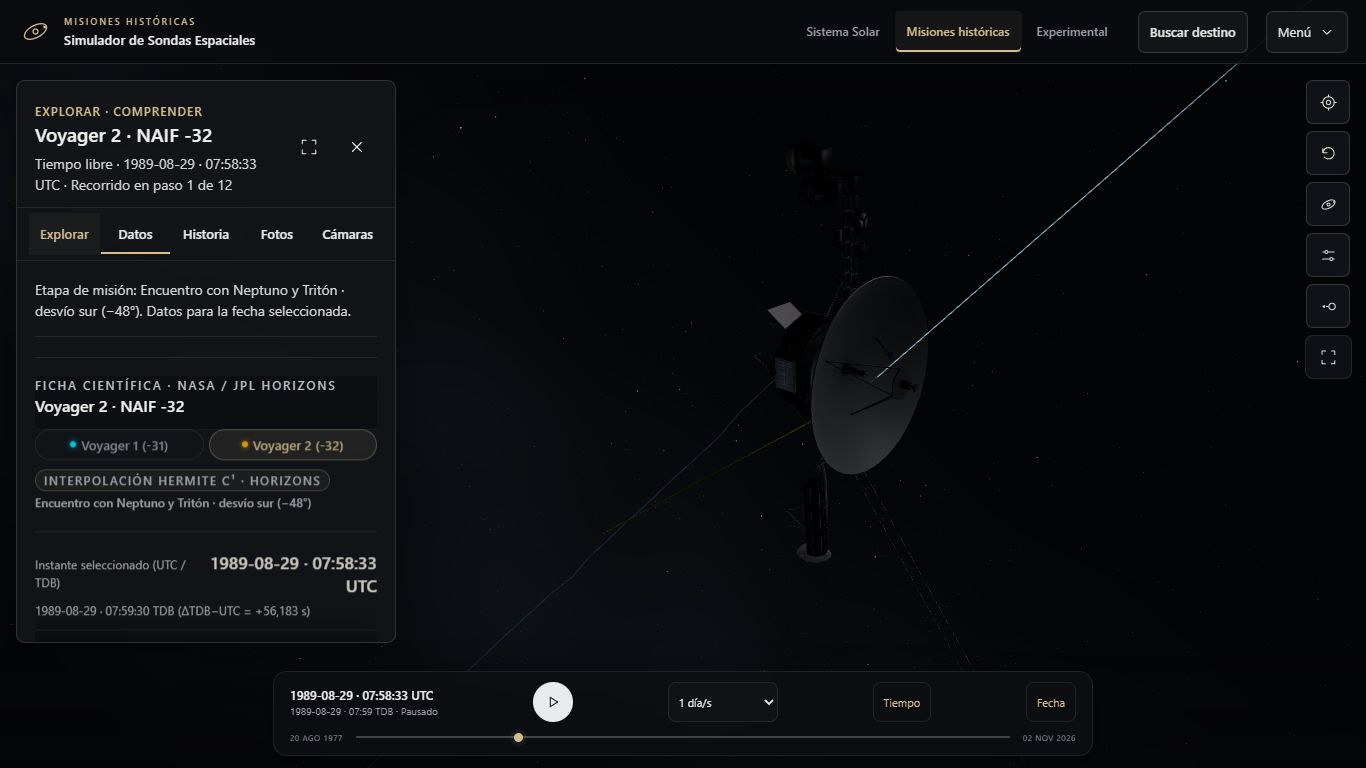 MISIONES HISTÓRICAS
Simulador de Sondas Espaciales
Sistema Solar
Misiones históricas
Experimental
Buscar destino
Menú
EXPLORAR · COMPRENDER
Voyager 2 · NAIF -32
Tiempo libre · 1989-08-29 · 07:58:33
UTC · Recorrido en paso 1 de 12
Explorar
Datos
Historia
Fotos
Cámaras
Etapa de misión: Encuentro con Neptuno y Tritón ·
desvío sur (−48°). Datos para la fecha seleccionada.
FICHA CIENTÍFICA · NASA / JPL HORIZONS
Voyager 2 · NAIF -32
Voyager 1 (-31)
Voyager 2 (-32)
INTERPOLACIÓN HERMITE C¹ · HORIZONS
Encuentro con Neptuno y Tritón · desvío sur (−48°)
Instante seleccionado (UTC /
TDB)
1989-08-29 · 07:58:33
UTC
1989-08-29 · 07:59:30 TDB (ΔTDB−UTC = +56,183 s)
1989-08-29 · 07:58:33 UTC
1989-08-29 · 07:59 TDB · Pausado
1 día/s
Tiempo
Fecha
20 AGO 1977
02 NOV 2026